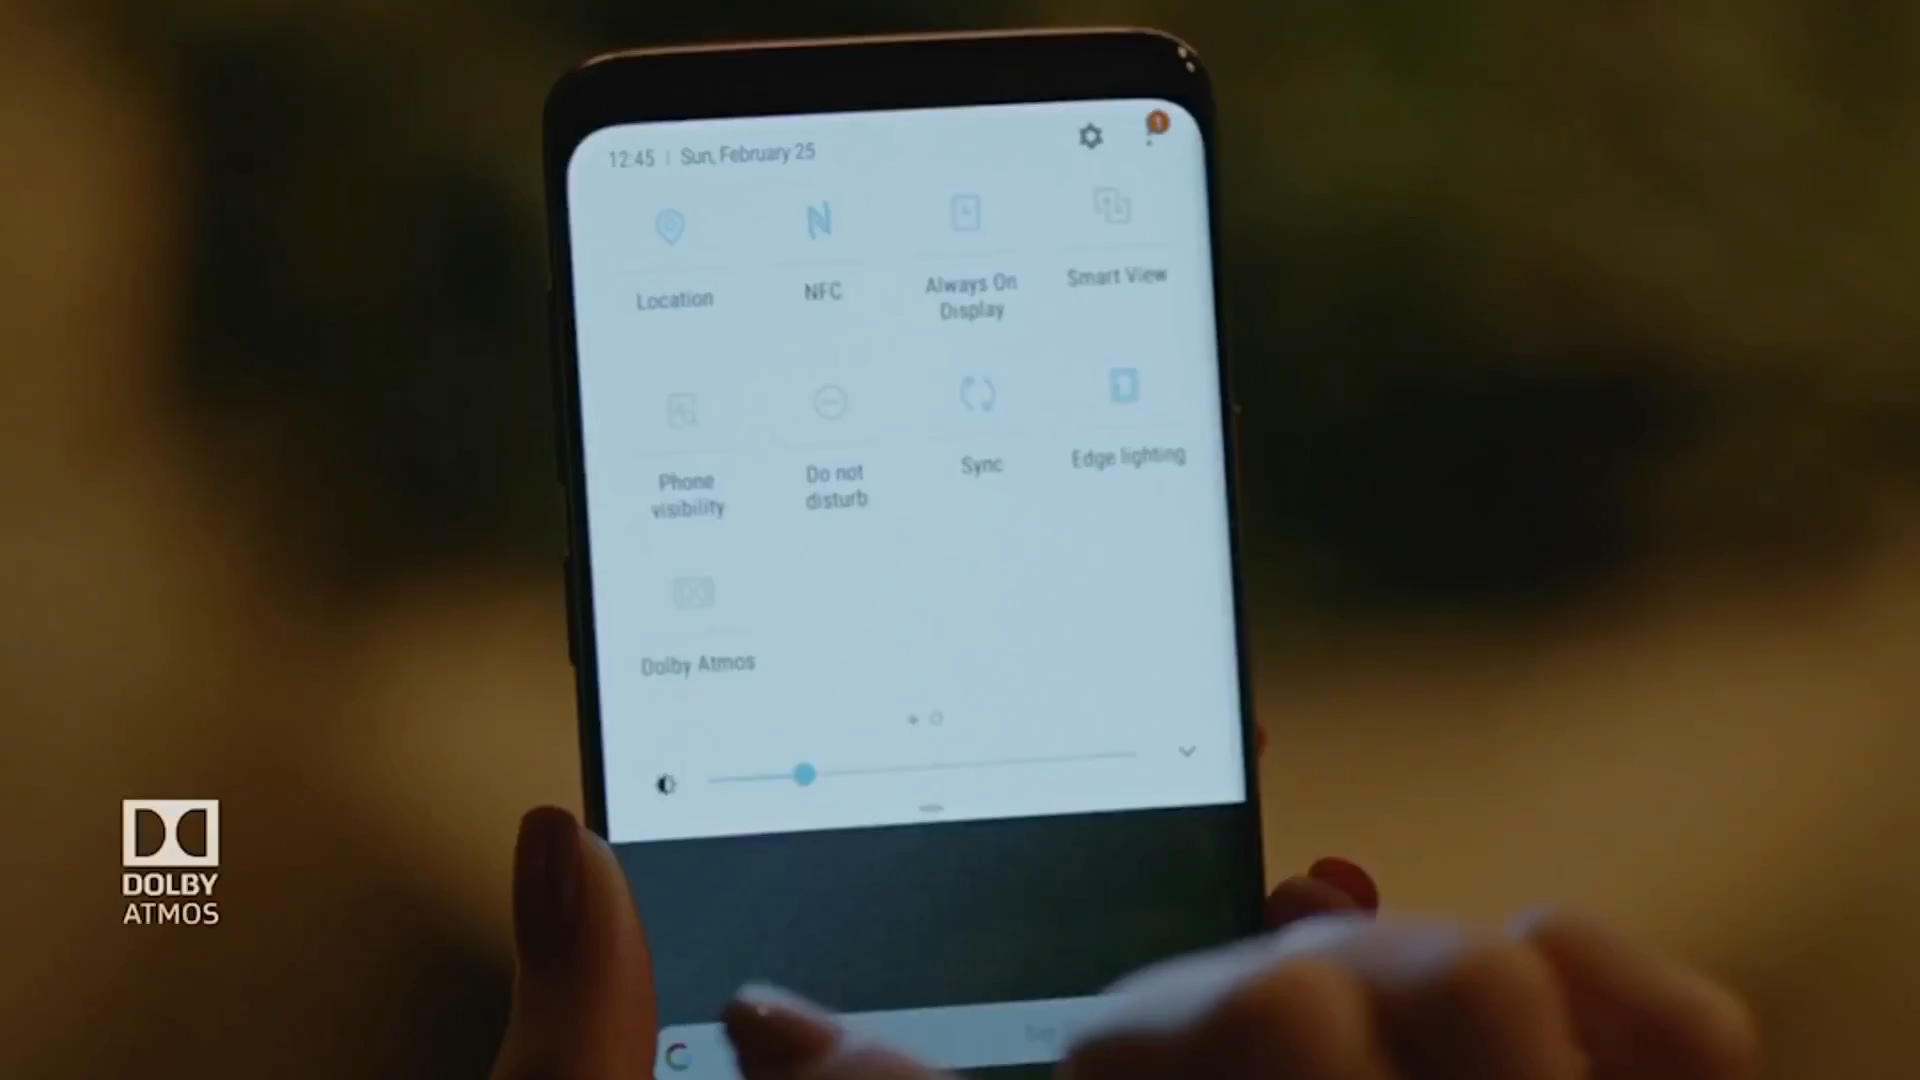 12:45 | Sun, February 25
Location
NFC
Always On
Display
Smart View
Phone
visibility
Do not
disturb
Sync
Edge lighting
Dolby Atmos
DOLBY
ATMOS